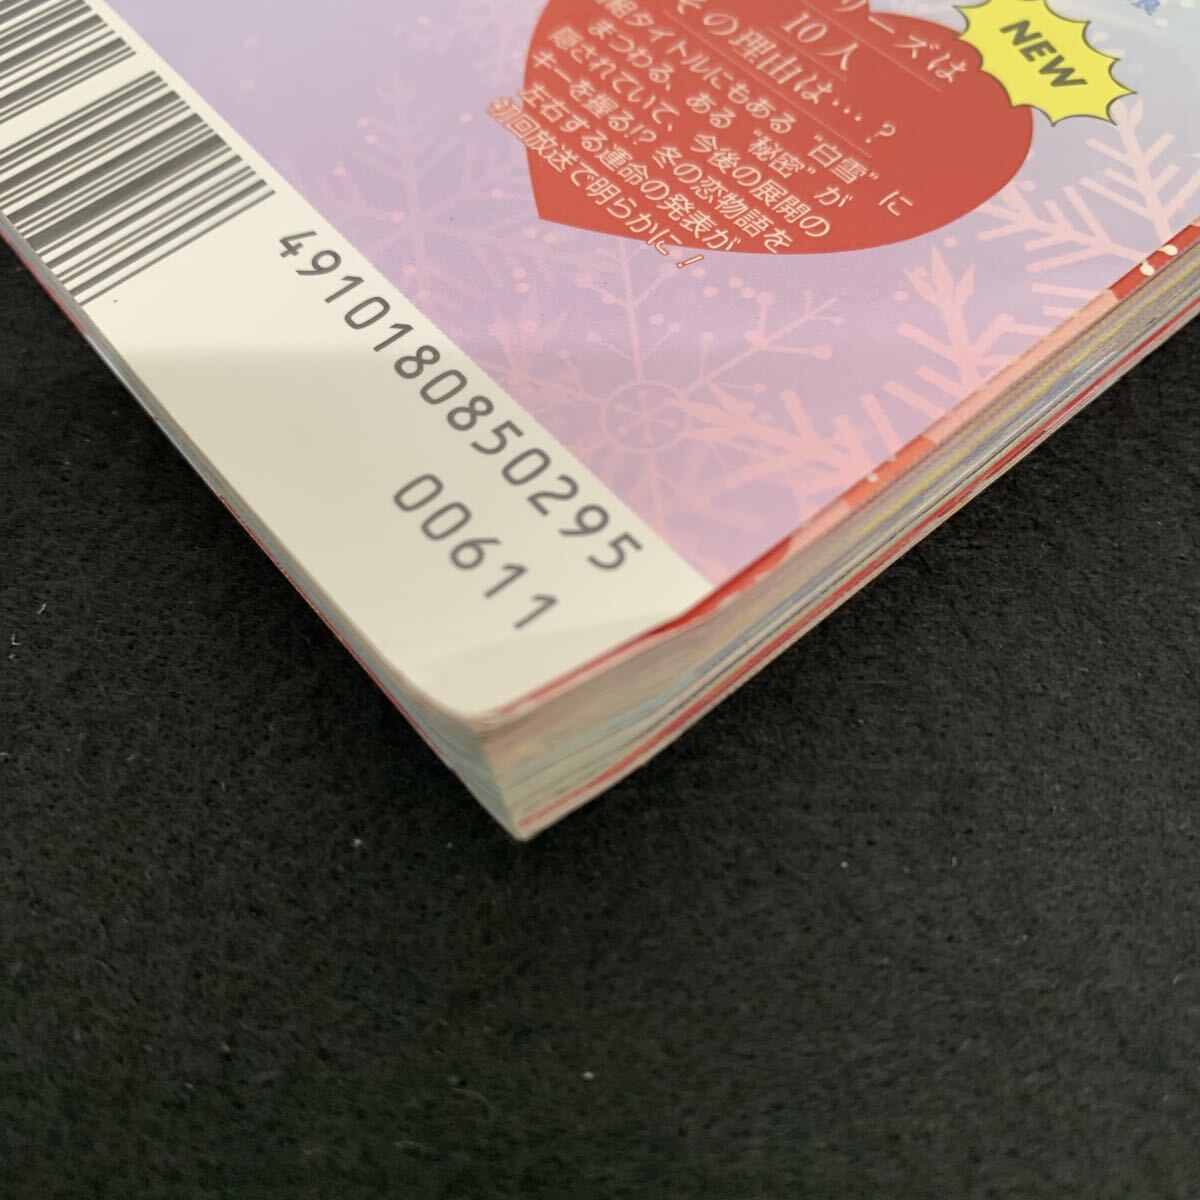 リーズは
10人
その理由は…?
組タイトルにもある“白雪”に
まつわる、ある“秘密”が
隠されていて、今後の展開の
キーを握る!? 冬の恋物語を
左右する運命の発表が
初回放送で明らかに!
NEW
4910180850295
00611